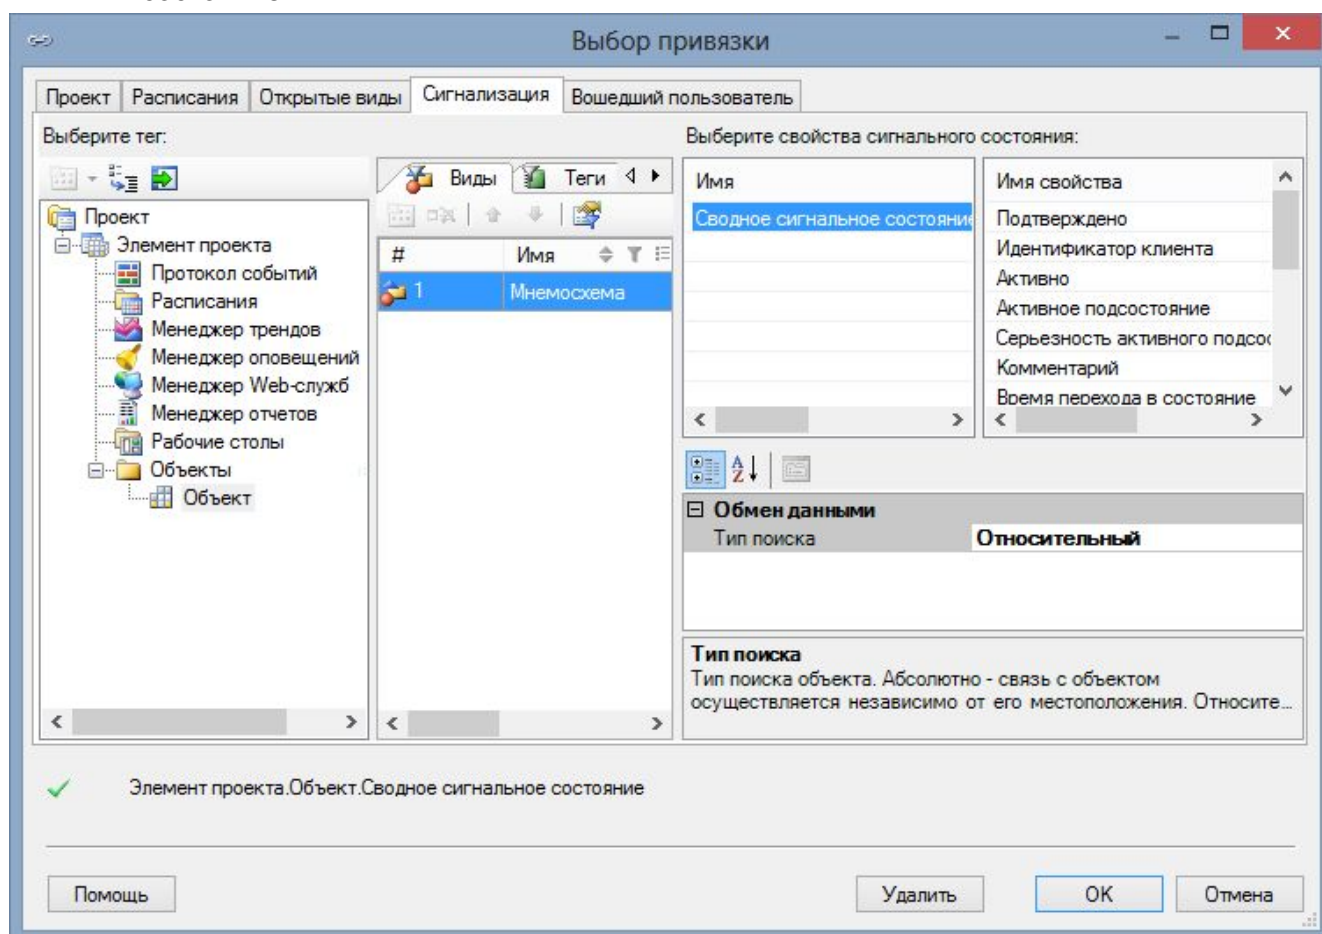 Выбор привязки
Проект Расписания Открытые виды Сигнализация Вошедший пользователь
Выберите тег:
Проект
Элемент проекта
Протокол событий
Расписания
Менеджер трендов
Менеджер оповещений
Менеджер Web-служб
Менеджер отчетов
Рабочие столы
Объекты
Объект
Виды Теги
# Имя
1 Мнемосхема
Выберите свойства сигнального состояния:
Имя
Сводное сигнальное состояние
Имя свойства
Подтверждено
Идентификатор клиента
Активно
Активное подсостояние
Серьезность активного подсос
Комментарий
Время перехода в состояние
Обмен данными
Тип поиска Относительный
Тип поиска
Тип поиска объекта. Абсолютно - связь с объектом
осуществляется независимо от его местоположения. Относите...
Элемент проекта.Объект.Сводное сигнальное состояние
Помощь Удалить ОК Отмена